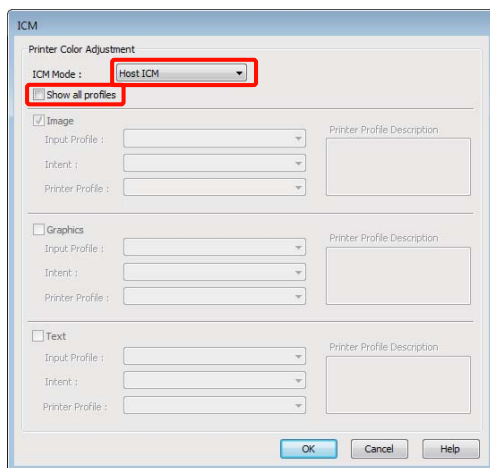 ICM
Printer Color Adjustment
ICM Mode : Host ICM
Show all profiles
Image
Input Profile :
Printer Profile Description
Intent :
Printer Profile :
Graphics
Input Profile :
Printer Profile Description
Intent :
Printer Profile :
Text
Input Profile :
Printer Profile Description
Intent :
Printer Profile :
OK Cancel Help